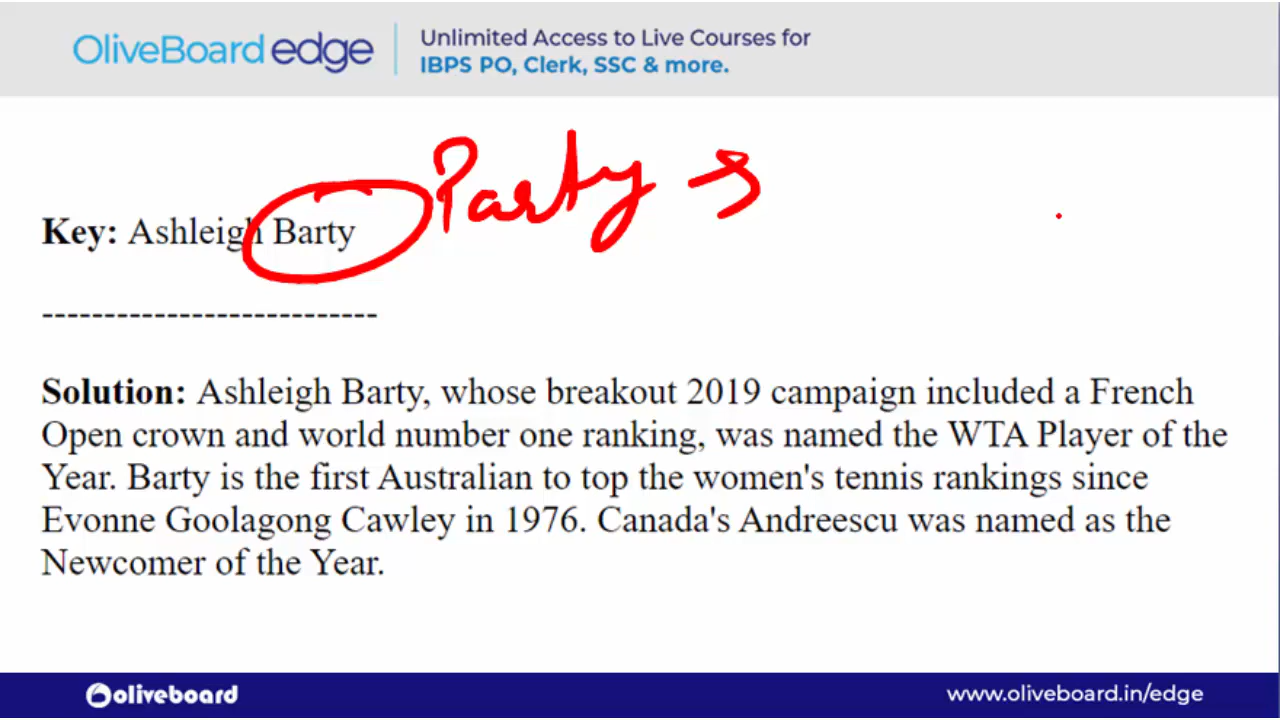 OliveBoard edge
Unlimited Access to Live Courses for
IBPS PO, Clerk, SSC & more.
Party
Key: Ashleigh Barty
---------------------------
Solution: Ashleigh Barty, whose breakout 2019 campaign included a French
Open crown and world number one ranking, was named the WTA Player of the
Year. Barty is the first Australian to top the women's tennis rankings since
Evonne Goolagong Cawley in 1976. Canada's Andreescu was named as the
Newcomer of the Year.
oliveboard
www.oliveboard.in/edge